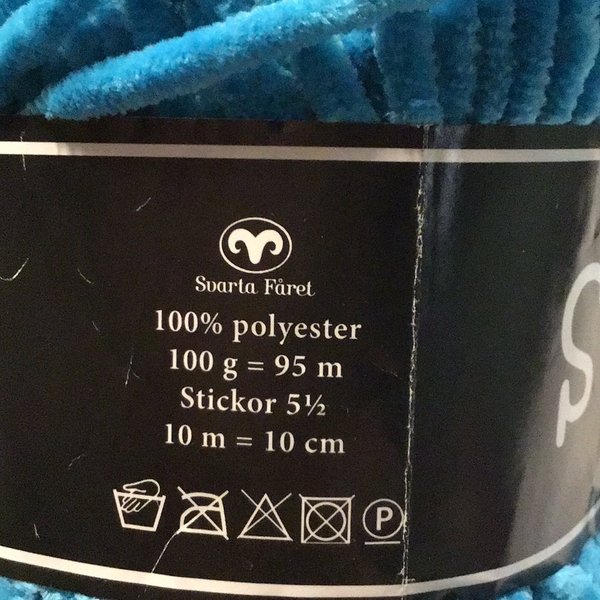 Svarta Fåret
100% polyester
100 g = 95 m
Stickor 5½
10 m = 10 cm
P